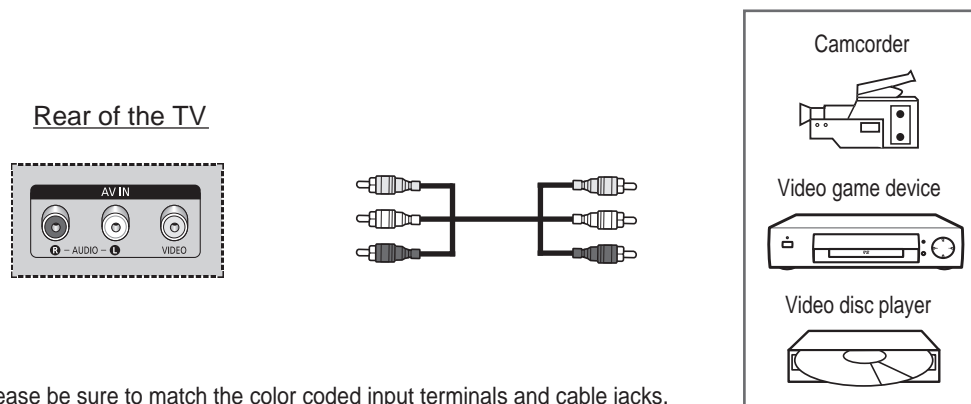 Camcorder
Rear of the TV
AV IN
R - AUDIO - L
VIDEO
Video game device
Video disc player
ease be sure to match the color coded input terminals and cable jacks.